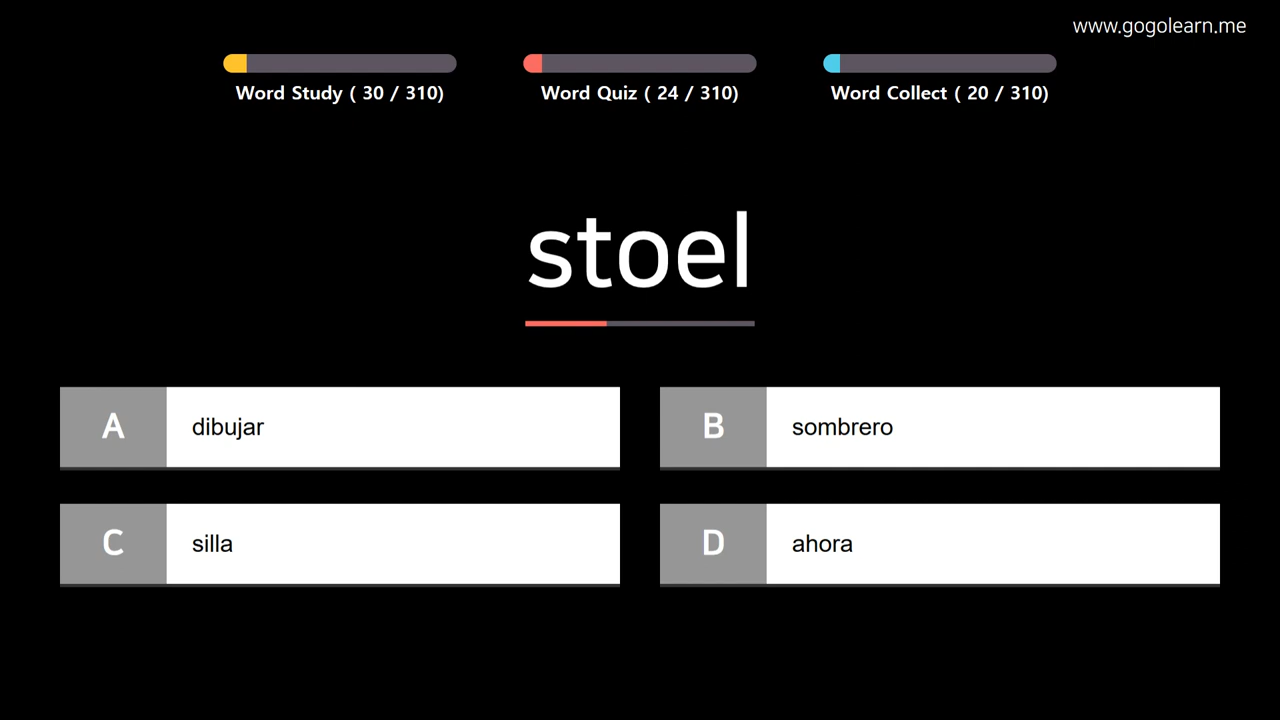 www.gogolearn.me
Word Study ( 30 / 310)
Word Quiz ( 24 / 310)
Word Collect ( 20 / 310)
stoel
A dibujar
B sombrero
C silla
D ahora